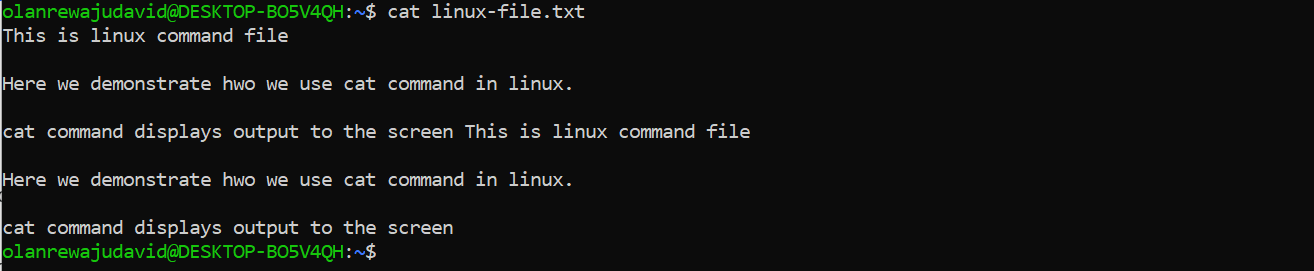 olanrewajudavid@DESKTOP-BO5V4QH:~$ cat linux-file.txt
This is linux command file
Here we demonstrate hwo we use cat command in linux.
cat command displays output to the screen This is linux command file
Here we demonstrate hwo we use cat command in linux.
cat command displays output to the screen
olanrewajudavid@DESKTOP-BO5V4QH:~$